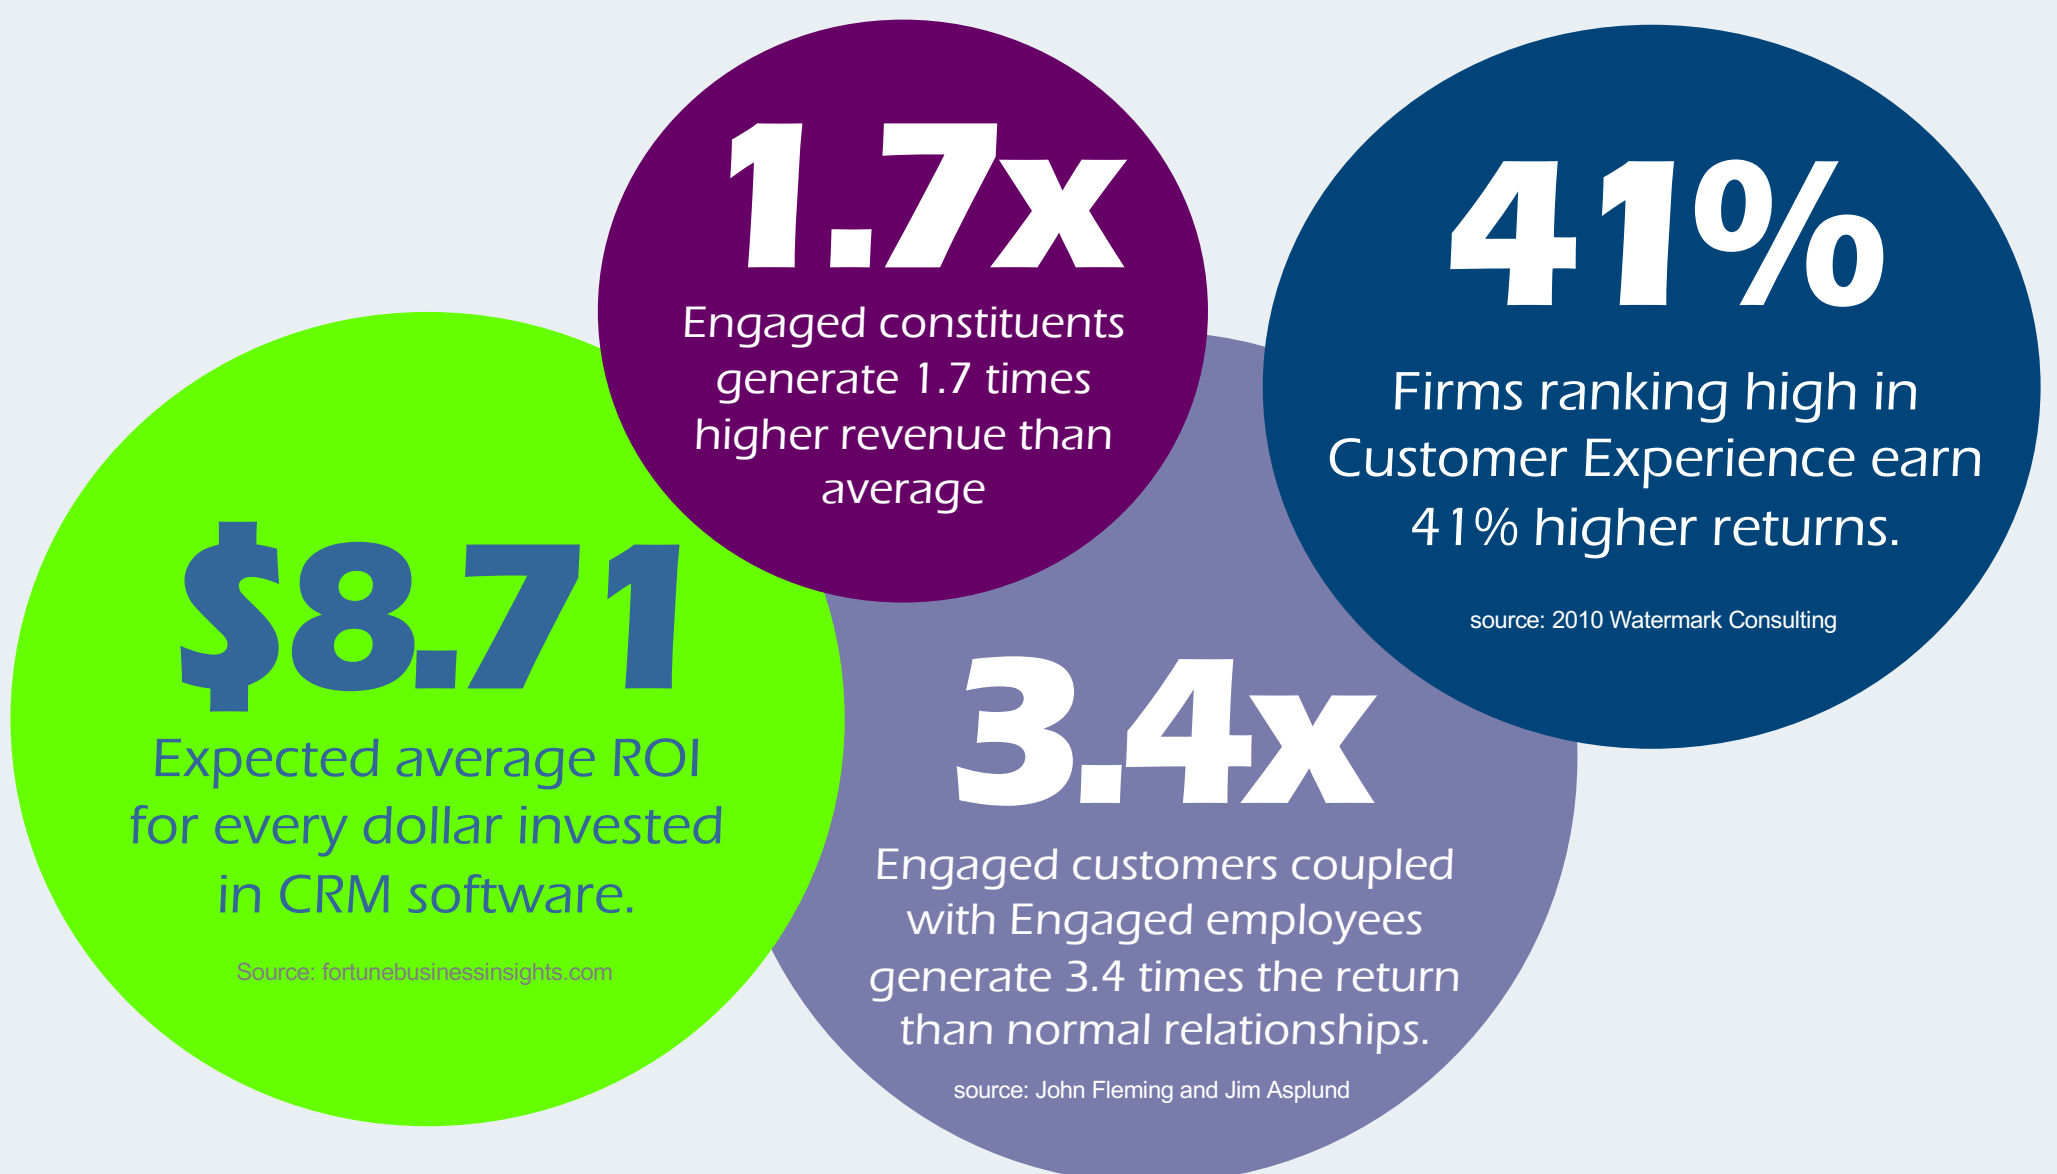 1.7x
Engaged constituents
generate 1.7 times
higher revenue than
average
41%
Firms ranking high in
Customer Experience earn
41% higher returns.
source: 2010 Watermark Consulting
$8.71
Expected average ROI
for every dollar invested
in CRM software.
Source: fortunebusinessinsights.com
3.4x
Engaged customers coupled
with Engaged employees
generate 3.4 times the return
than normal relationships.
source: John Fleming and Jim Asplund